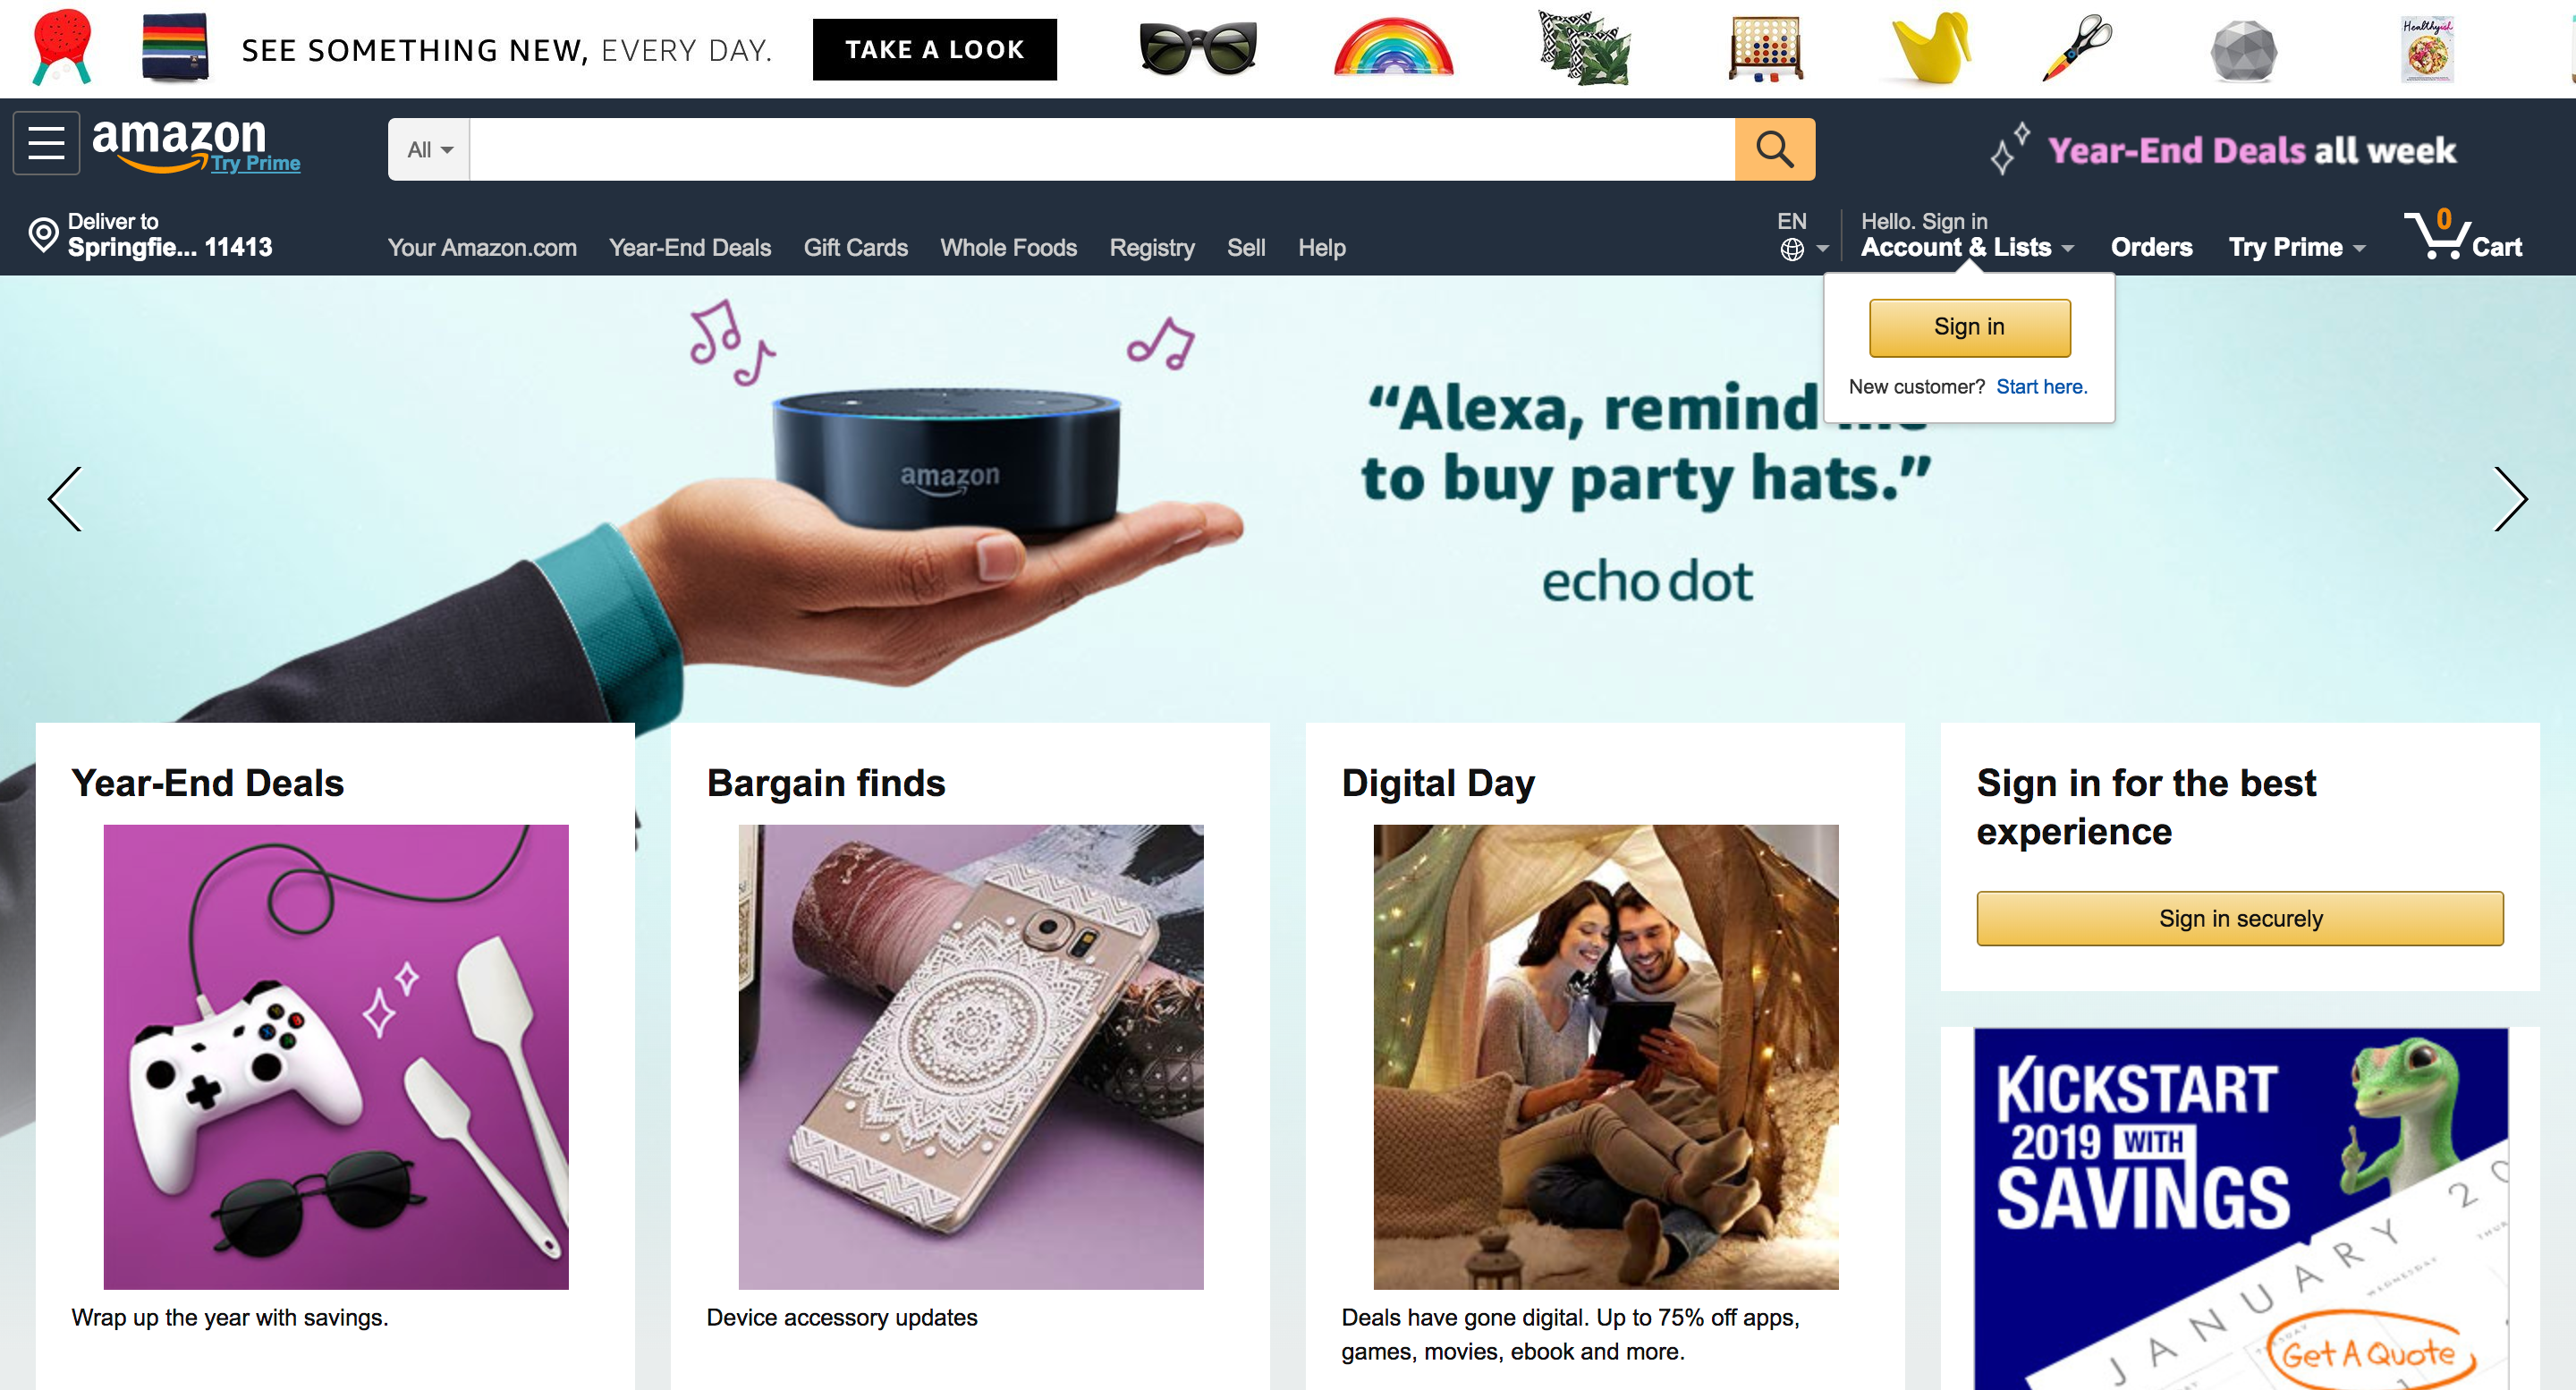 SEE SOMETHING NEW, EVERY DAY.
TAKE A LOOK
Healthyish
amazon
Try Prime
All
Year-End Deals all week
Deliver to
Springfie... 11413
Your Amazon.com
Year-End Deals
Gift Cards
Whole Foods
Registry
Sell
Help
EN
Hello. Sign in
Account & Lists
Orders
Try Prime
0
Cart
Sign in
New customer? Start here.
amazon
“Alexa, remind
to buy party hats.”
echo dot
Year-End Deals
Wrap up the year with savings.
Bargain finds
Device accessory updates
Digital Day
Deals have gone digital. Up to 75% off apps,
games, movies, ebook and more.
Sign in for the best
experience
Sign in securely
KICKSTART
2019 WITH
SAVINGS
JANUARY 20
WEDNESDAY
Get A Quote